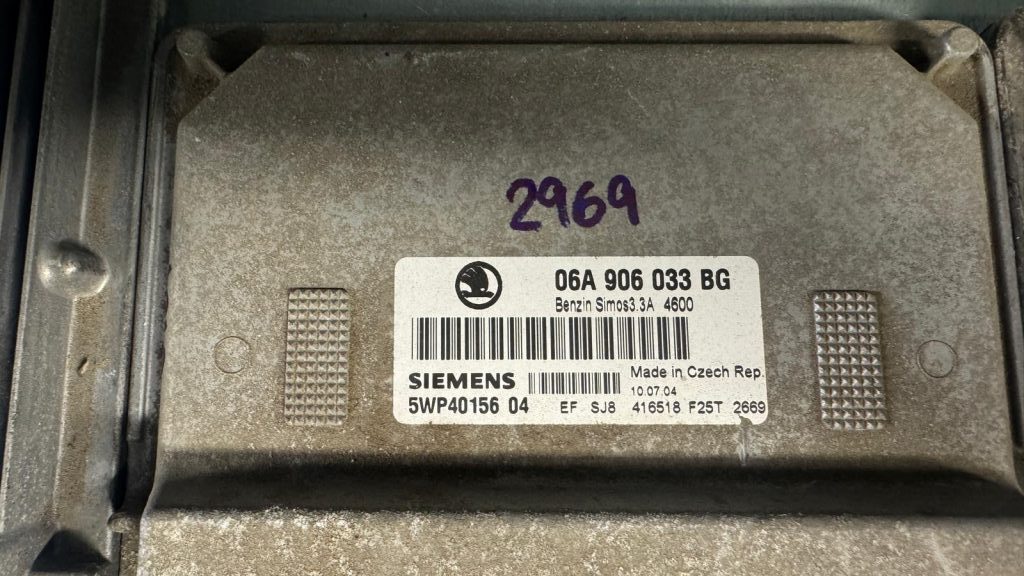 2969
06A 906 033 BG
Benzin Simos3.3A 4600
Made in Czech Rep.
SIEMENS
10.07.04
5WP40156 04
EF SJ8 416518 F25T 2669